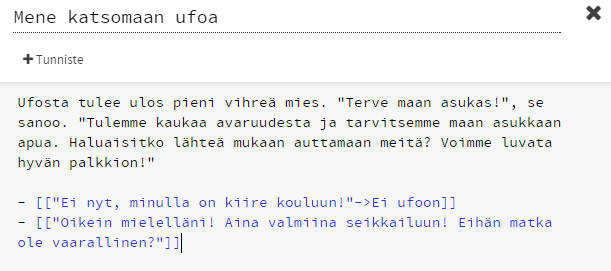 Mene katsomaan ufoa
+ Tunniste
Ufosta tulee ulos pieni vihreä mies. "Terve maan asukas!", se
sanoo. "Tulemme kaukaa avaruudesta ja tarvitsemme maan asukkaan
apua. Haluaisitko lähteä mukaan auttamaan meitä? Voimme luvata
hyvän palkkion!"
- [["Ei nyt, minulla on kiire kouluun!"->Ei ufoon]]
- [["Oikein mielelläni! Aina valmiina seikkailuun! Eihän matka
ole vaarallinen?"]]